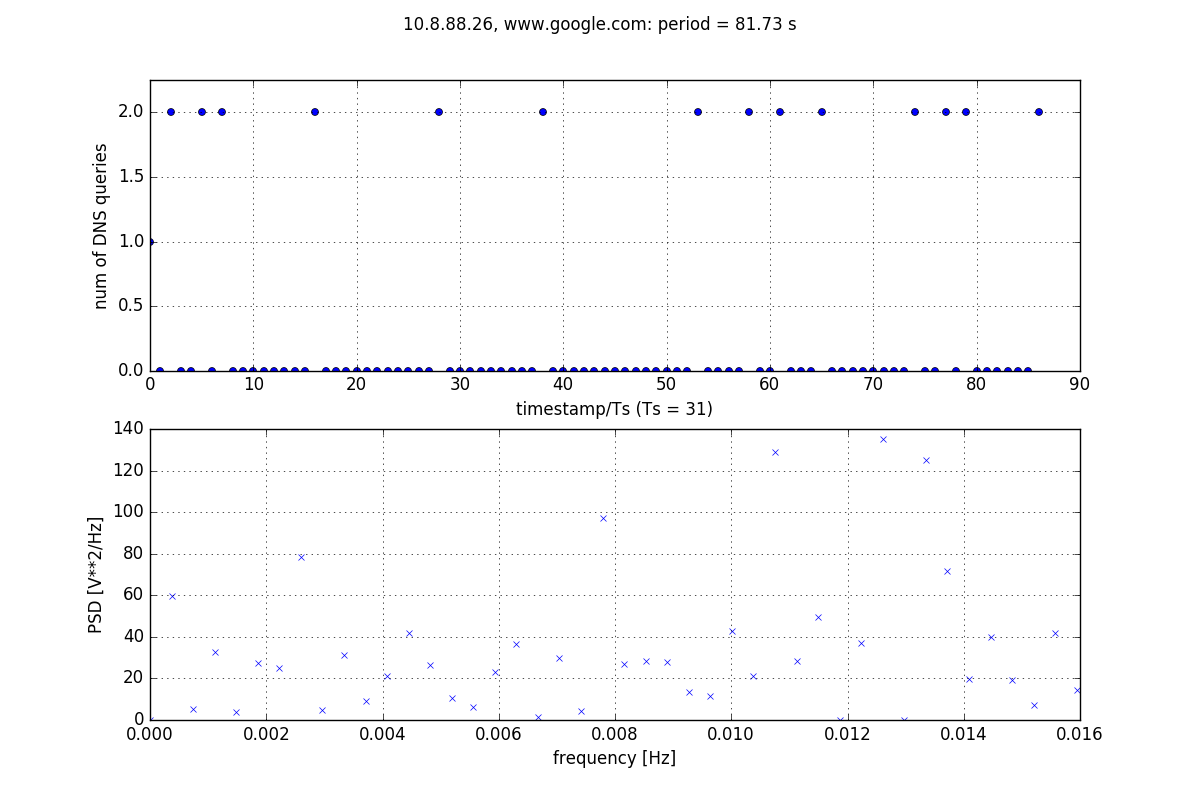 10.8.88.26, www.google.com: period = 81.73 s
2.0
1.5
1.0
0.5
0.0
num of DNS queries
0 10 20 30 40 50 60 70 80 90
timestamp/Ts (Ts = 31)
140
120
100
80
60
40
20
0
PSD [V**2/Hz]
0.000 0.002 0.004 0.006 0.008 0.010 0.012 0.014 0.016
frequency [Hz]